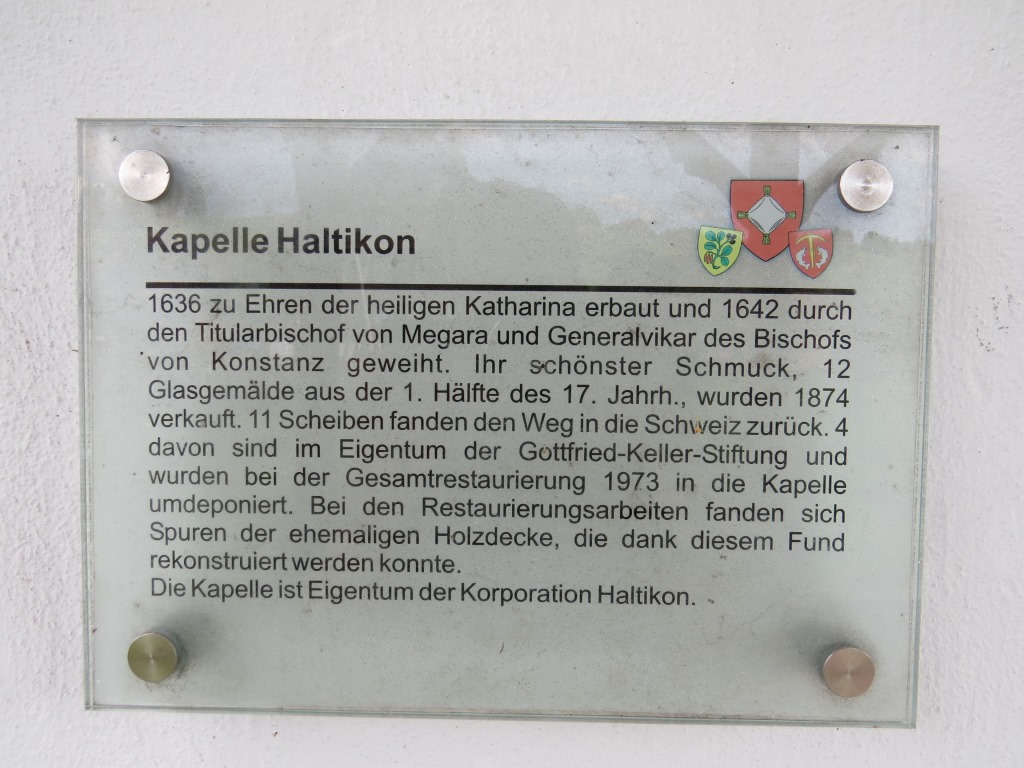 Kapelle Haltikon
1636 zu Ehren der heiligen Katharina erbaut und 1642 durch
den Titularbischof von Megara und Generalvikar des Bischofs
von Konstanz geweiht. Ihr schönster Schmuck, 12
Glasgemälde aus der 1. Hälfte des 17. Jahrh., wurden 1874
verkauft. 11 Scheiben fanden den Weg in die Schweiz zurück. 4
davon sind im Eigentum der Gottfried-Keller-Stiftung und
wurden bei der Gesamtrestaurierung 1973 in die Kapelle
umdeponiert. Bei den Restaurierungsarbeiten fanden sich
Spuren der ehemaligen Holzdecke, die dank diesem Fund
rekonstruiert werden konnte.
Die Kapelle ist Eigentum der Korporation Haltikon.